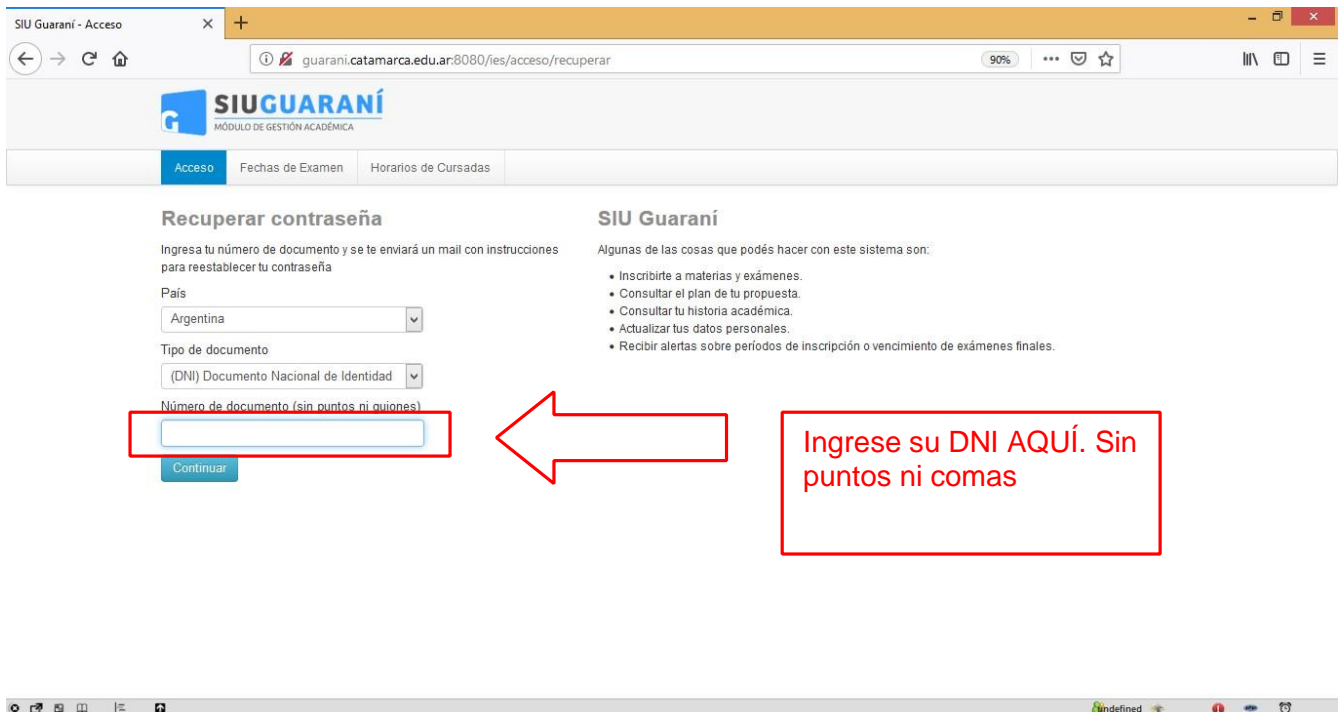 SIU Guaraní - Acceso
guarani.catamarca.edu.ar:8080/ies/acceso/recuperar
90%
SIUGUARANÍ
G
MÓDULO DE GESTIÓN ACADÉMICA
Acceso
Fechas de Examen
Horarios de Cursadas
Recuperar contraseña
Ingresa tu número de documento y se te enviará un mail con instrucciones
para reestablecer tu contraseña
País
Argentina
Tipo de documento
(DNI) Documento Nacional de Identidad
Número de documento (sin puntos ni guiones)
Continuar
SIU Guaraní
Algunas de las cosas que podés hacer con este sistema son:
• Inscribirte a materias y exámenes.
• Consultar el plan de tu propuesta.
• Consultar tu historia académica.
• Actualizar tus datos personales.
• Recibir alertas sobre períodos de inscripción o vencimiento de exámenes finales.
Ingrese su DNI AQUÍ. Sin
puntos ni comas
undefined